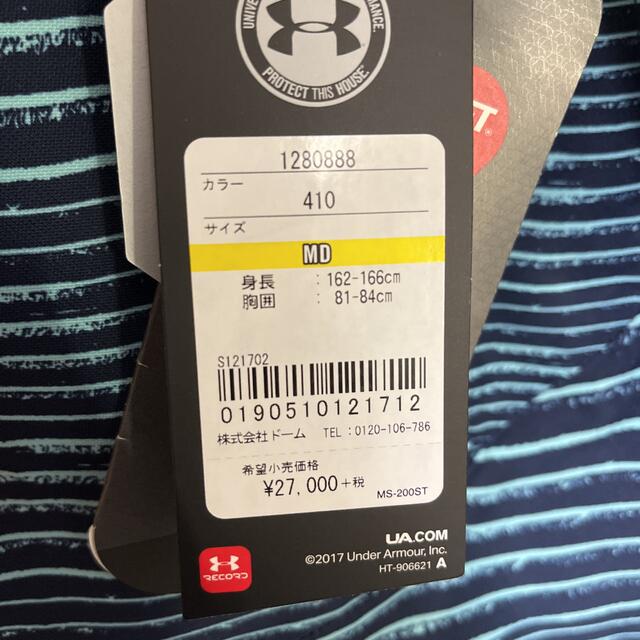 PROTECT THIS HOUSE
1280888
カラー
410
サイズ
MD
身長 : 162-166cm
胸囲 : 81-84cm
S121702
0190510121712
株式会社ドーム TEL : 0120-106-786
希望小売価格
¥27,000+税
MS-200ST
UA.COM
©2017 Under Armour, Inc.
HT-906621 A
RECORD